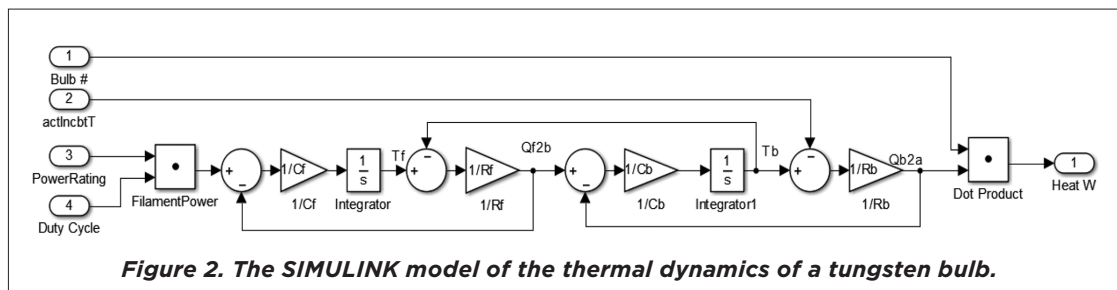 1
Bulb #
2
actIncbtT
3
PowerRating
4
Duty Cycle
FilamentPower
+
−
1/Cf
1/Cf
1
s
Integrator
Tf
−
+
1/Rf
1/Rf
Qf2b
+
−
1/Cb
1/Cb
1
s
Integrator1
Tb
−
+
1/Rb
1/Rb
Qb2a
Dot Product
1
Heat W
Figure 2. The SIMULINK model of the thermal dynamics of a tungsten bulb.